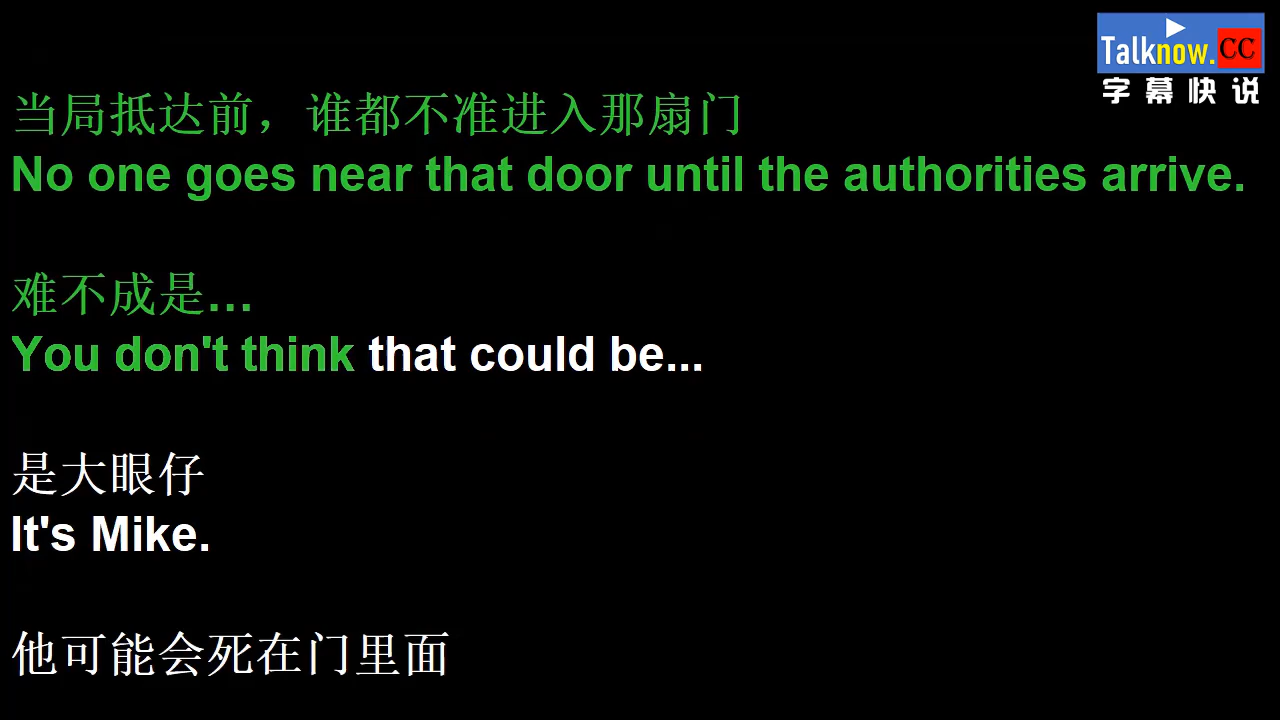 Talknow.CC
字幕快说
当局抵达前，谁都不准进入那扇门
No one goes near that door until the authorities arrive.
难不成是…
You don't think that could be...
是大眼仔
It's Mike.
他可能会死在门里面